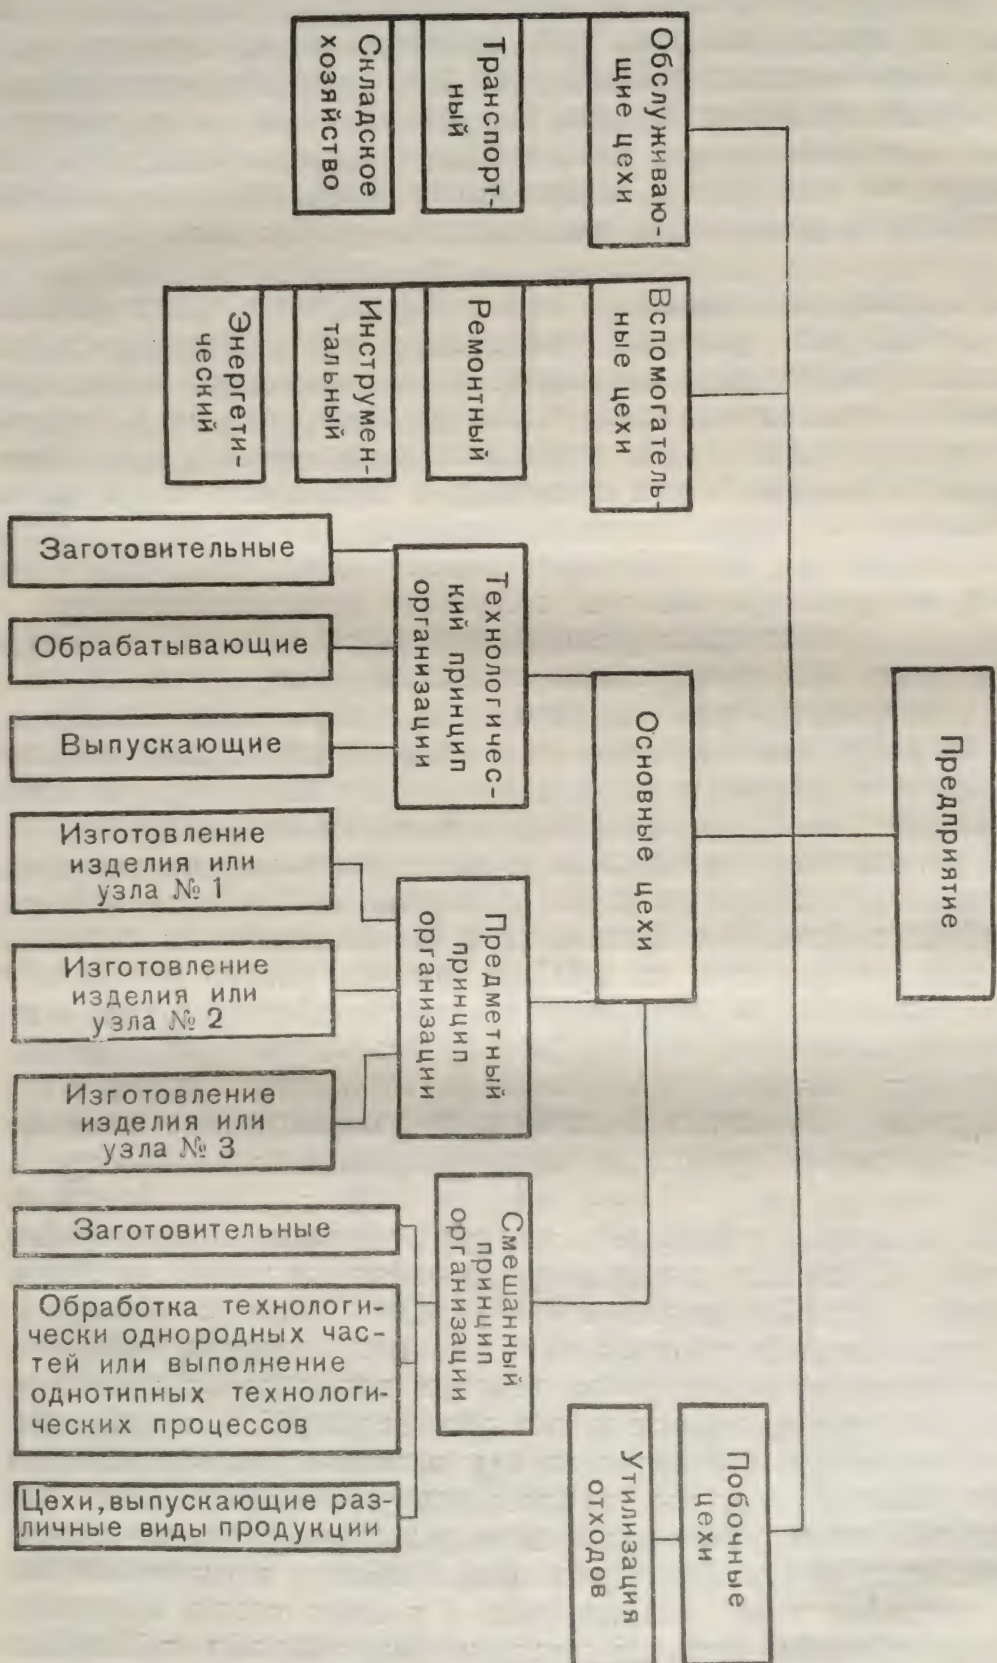 Предприятие
Обслуживаю-
щие цехи
Транспорт-
ный
Складское
хозяйство
Вспомогатель-
ные цехи
Ремонтный
Инструмен-
тальный
Энергети-
ческий
Основные цехи
Технологичес-
кий принцип
организации
Заготовительные
Обрабатывающие
Выпускающие
Предметный
принцип
организации
Изготовление
изделия или
узла № 1
Изготовление
изделия или
узла № 2
Изготовление
изделия или
узла № 3
Смешанный
принцип
организации
Заготовительные
Обработка технологи-
чески однородных час-
тей или выполнение
однотипных технологи-
ческих процессов
Цехи, выпускающие раз-
личные виды продукции
Побочные
цехи
Утилизация
отходов